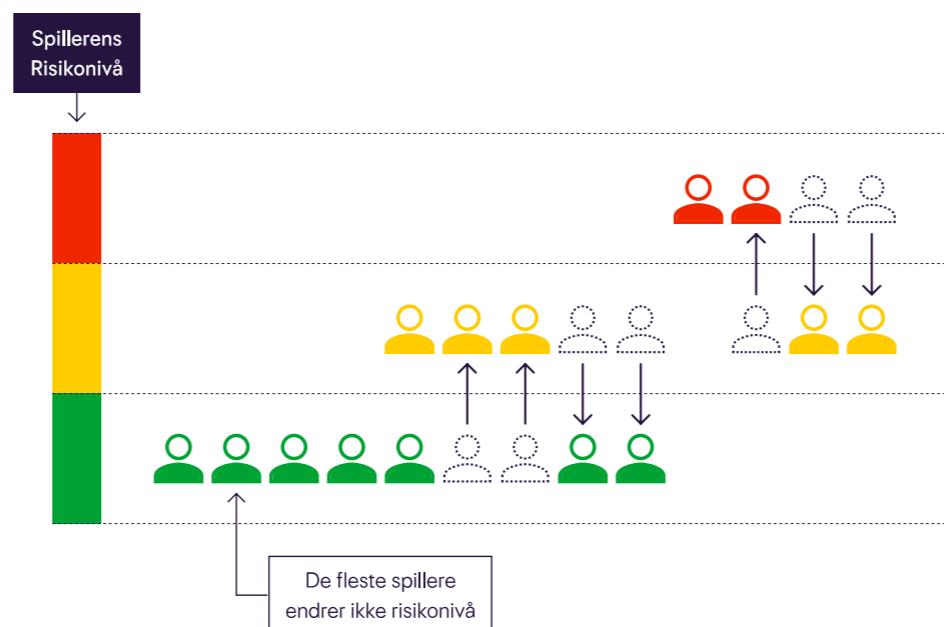 Spillerens
Risikonivå
De fleste spillere
endrer ikke risikonivå